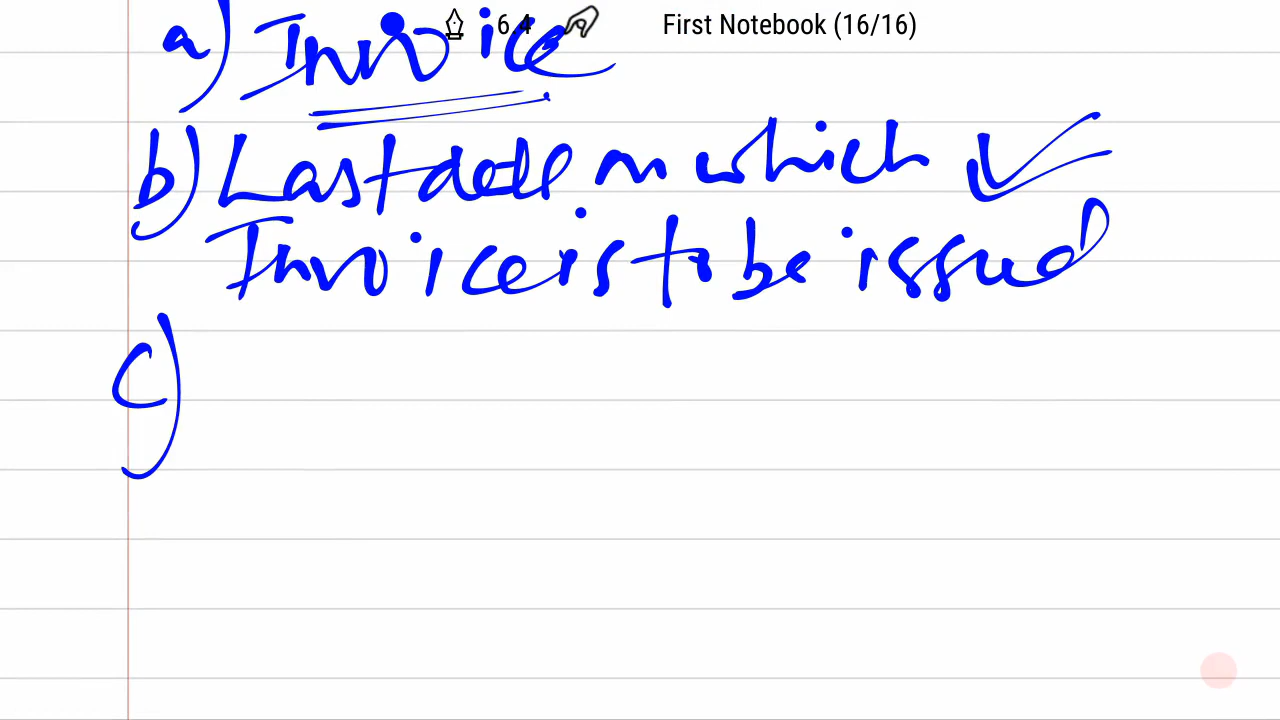 6.4 First Notebook (16/16)
a) Invoice
b) Last date on which
Invoice is to be issued
c)